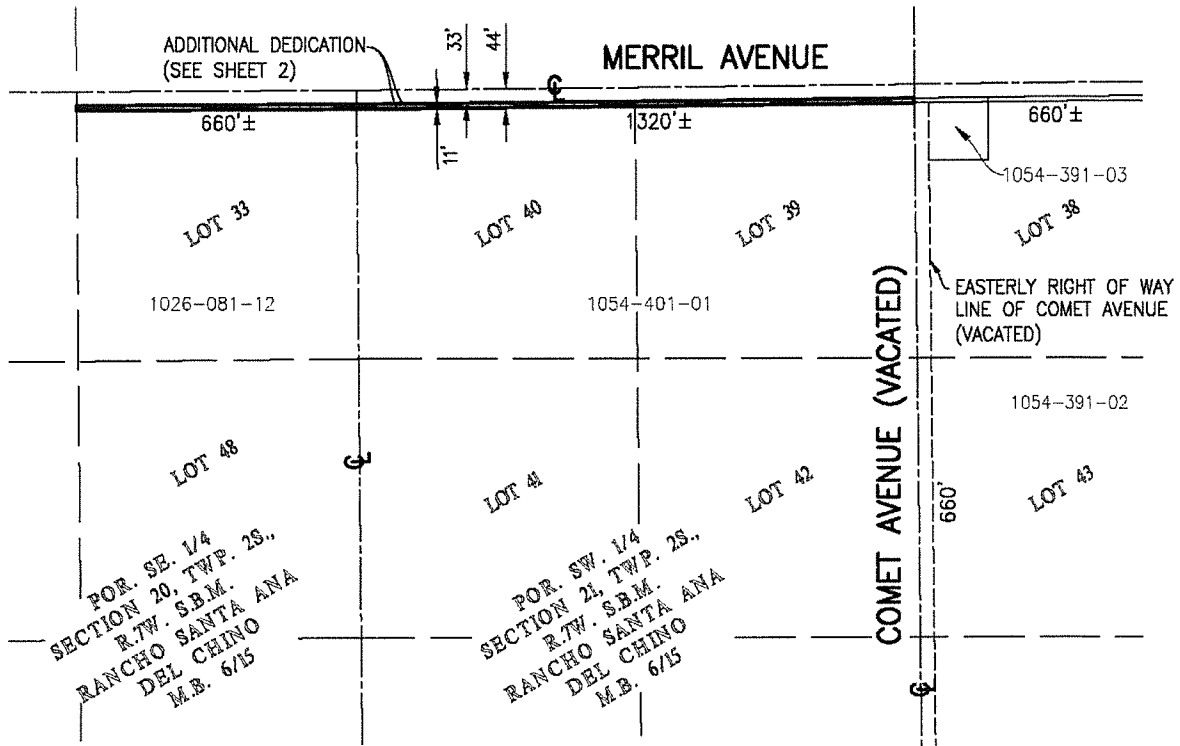 ADDITIONAL DEDICATION
(SEE SHEET 2)
33'
44'
MERRIL AVENUE
℄
660'±
1320'±
660'±
11'
1054-391-03
LOT 33
LOT 40
LOT 39
LOT 38
1026-081-12
1054-401-01
EASTERLY RIGHT OF WAY
LINE OF COMET AVENUE
(VACATED)
COMET AVENUE (VACATED)
1054-391-02
LOT 48
℄
LOT 41
LOT 42
660'
LOT 43
POR. SE. 1/4
SECTION 20, TWP. 2S.,
R.7W. S.B.M.
RANCHO SANTA ANA
DEL CHINO
M.B. 6/15
POR. SW. 1/4
SECTION 21, TWP. 2S.,
R.7W. S.B.M.
RANCHO SANTA ANA
DEL CHINO
M.B. 6/15
℄